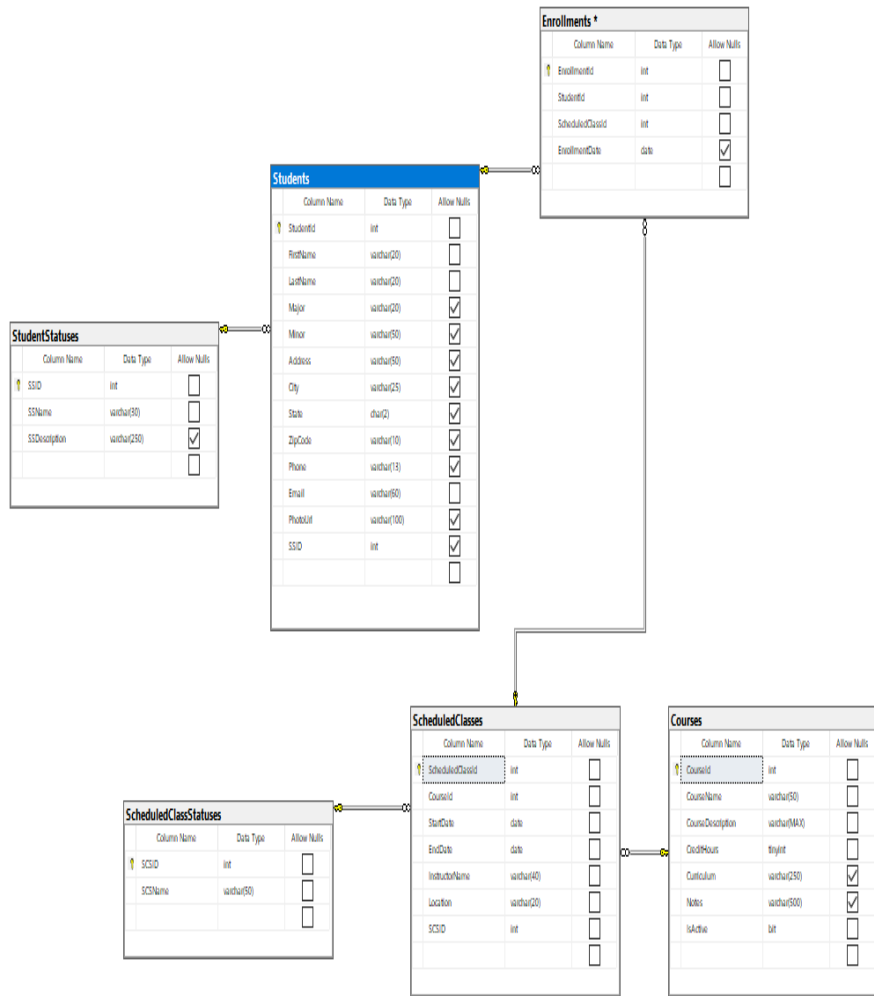 Enrollments *
Column Name Data Type Allow Nulls
EnrollmentId int
StudentId int
ScheduledClassId int
EnrollmentDate date
Students
Column Name Data Type Allow Nulls
StudentId int
FirstName varchar(20)
LastName varchar(20)
Major varchar(20)
Minor varchar(50)
Address varchar(50)
City varchar(25)
State char(2)
ZipCode varchar(10)
Phone varchar(13)
Email varchar(60)
PhotoUrl varchar(100)
SSID int
StudentStatuses
Column Name Data Type Allow Nulls
SSID int
SSName varchar(30)
SSDescription varchar(250)
ScheduledClasses
Column Name Data Type Allow Nulls
ScheduledClassId int
CourseId int
StartDate date
EndDate date
InstructorName varchar(40)
Location varchar(20)
SCSID int
Courses
Column Name Data Type Allow Nulls
CourseId int
CourseName varchar(50)
CourseDescription varchar(MAX)
CreditHours tinyint
Curriculum varchar(250)
Notes varchar(500)
IsActive bit
ScheduledClassStatuses
Column Name Data Type Allow Nulls
SCSID int
SCSName varchar(50)